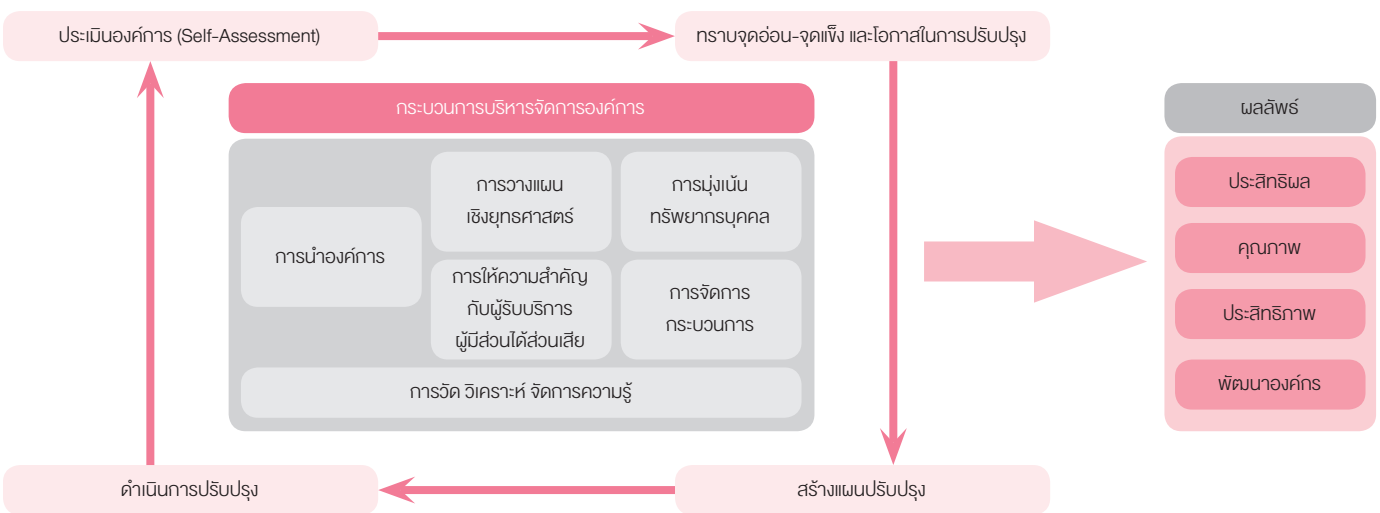 ประเมินองค์การ (Self-Assessment)
ทราบจุดอ่อน-จุดแข็ง และโอกาสในการปรับปรุง
กระบวนการบริหารจัดการองค์การ
การนำองค์การ
การวางแผน
เชิงยุทธศาสตร์
การมุ่งเน้น
ทรัพยากรบุคคล
การให้ความสำคัญ
กับผู้รับบริการ
ผู้มีส่วนได้ส่วนเสีย
การจัดการ
กระบวนการ
การวัด วิเคราะห์ จัดการความรู้
ผลลัพธ์
ประสิทธิผล
คุณภาพ
ประสิทธิภาพ
พัฒนาองค์กร
ดำเนินการปรับปรุง
สร้างแผนปรับปรุง